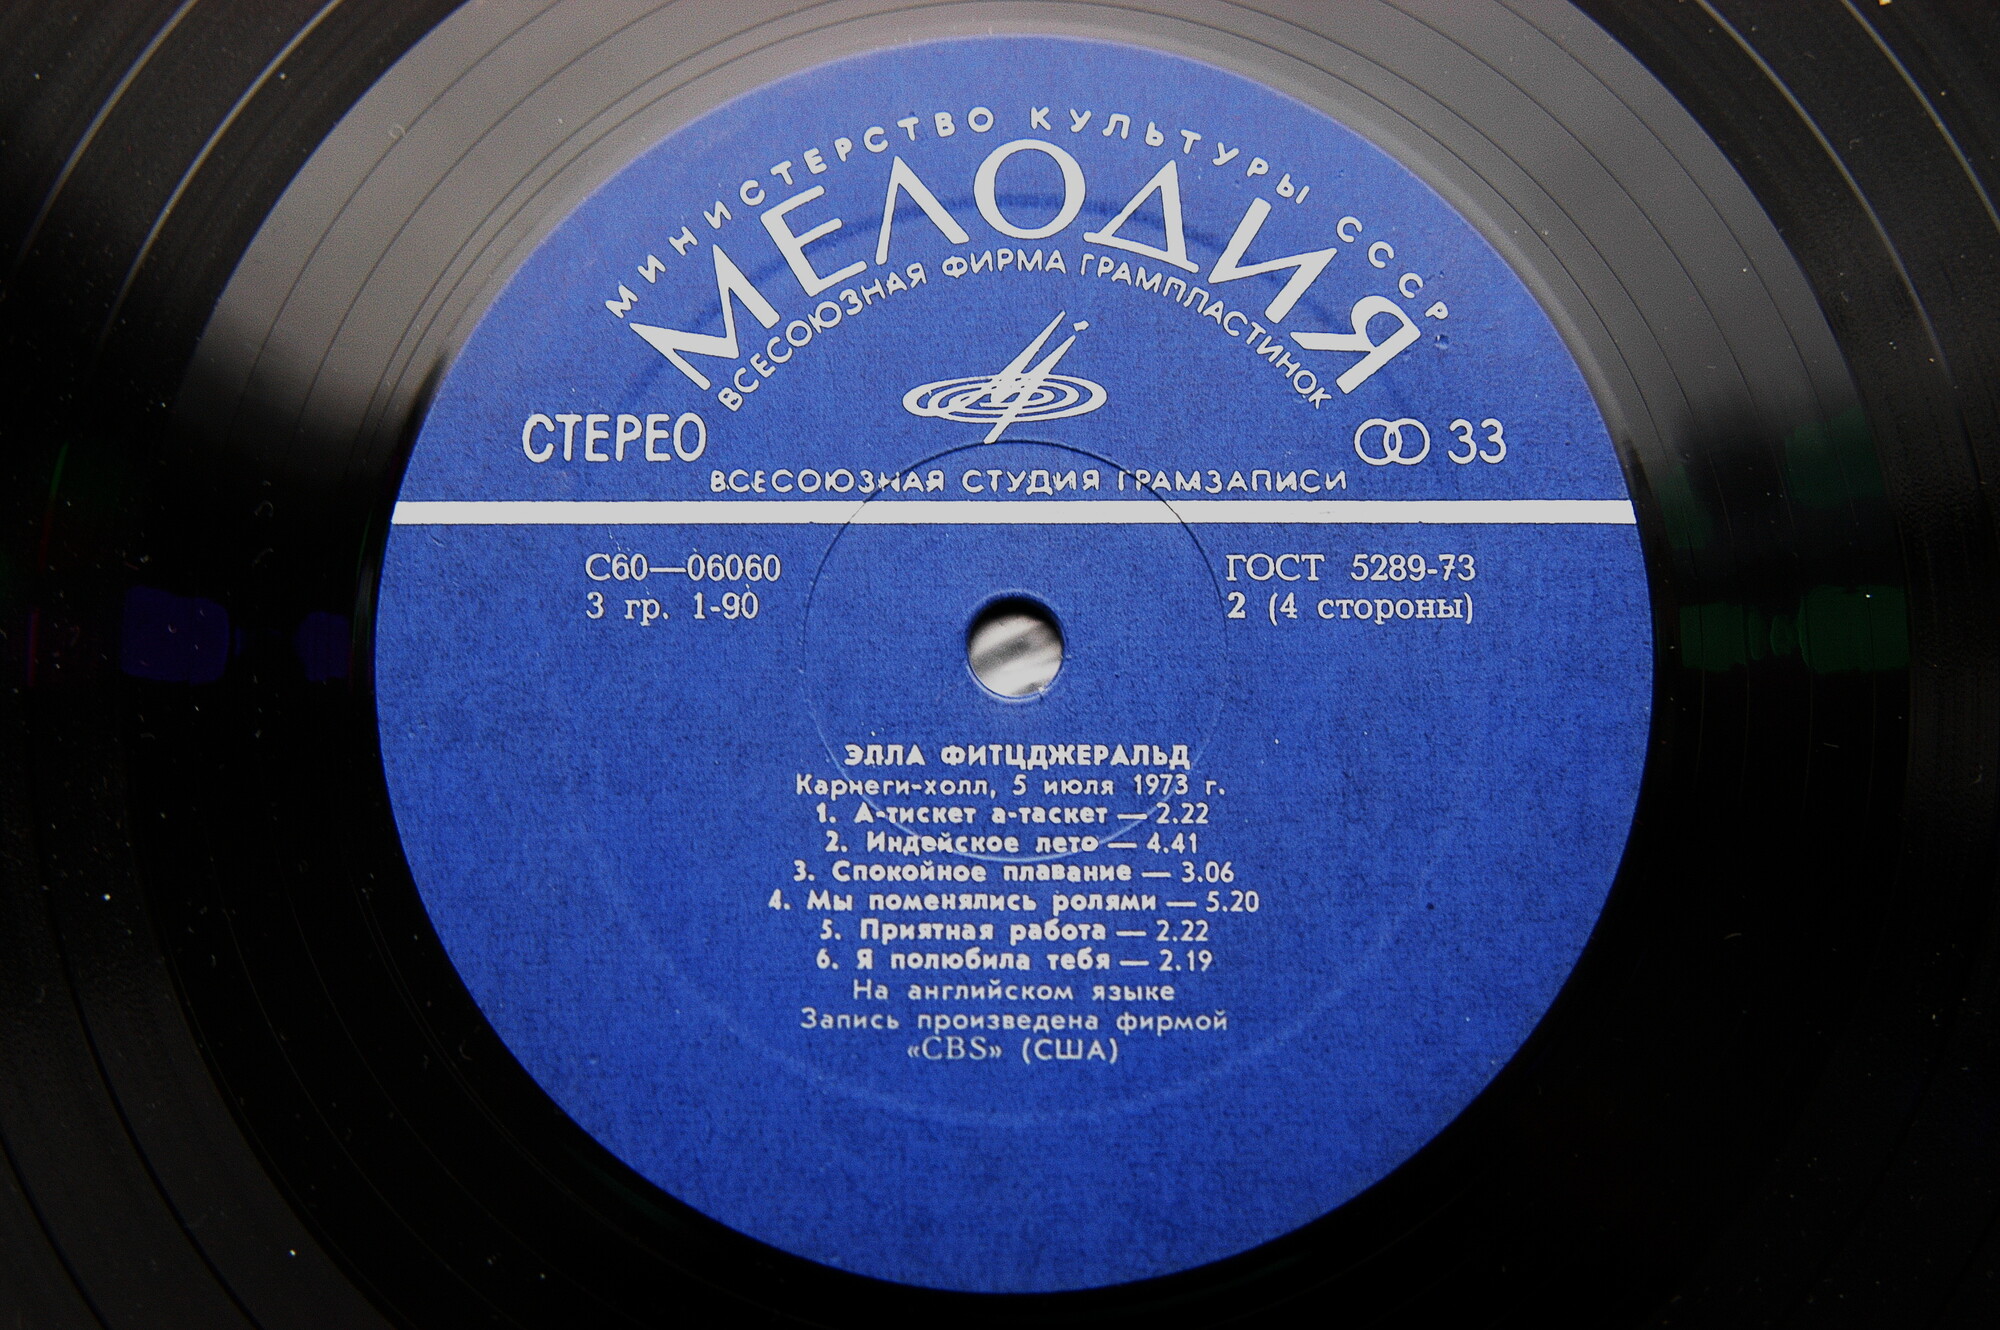 МИНИСТЕРСТВО КУЛЬТУРЫ СССР
МЕЛОДИЯ
ВСЕСОЮЗНАЯ ФИРМА ГРАМПЛАСТИНОК
СТЕРЕО
33
ВСЕСОЮЗНАЯ СТУДИЯ ГРАМЗАПИСИ
С60—06060
ГОСТ 5289-73
3 гр. 1-90
2 (4 стороны)
ЭЛЛА ФИТЦДЖЕРАЛЬД
Карнеги-холл, 5 июля 1973 г.
1. А-тискет а-таскет — 2.22
2. Индейское лето — 4.41
3. Спокойное плавание — 3.06
4. Мы поменялись ролями — 5.20
5. Приятная работа — 2.22
6. Я полюбила тебя — 2.19
На английском языке
Запись произведена фирмой
«CBS» (США)